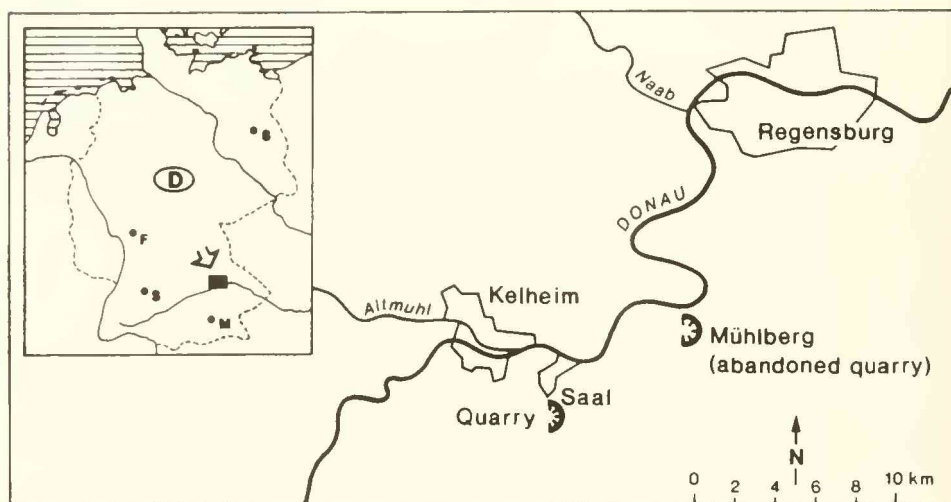 B
D
F
S
M
Naab
Regensburg
DONAU
Kelheim
Altmuhl
Mühlberg
(abandoned quarry)
Saal
Quarry
N
0 2 4 6 8 10 km